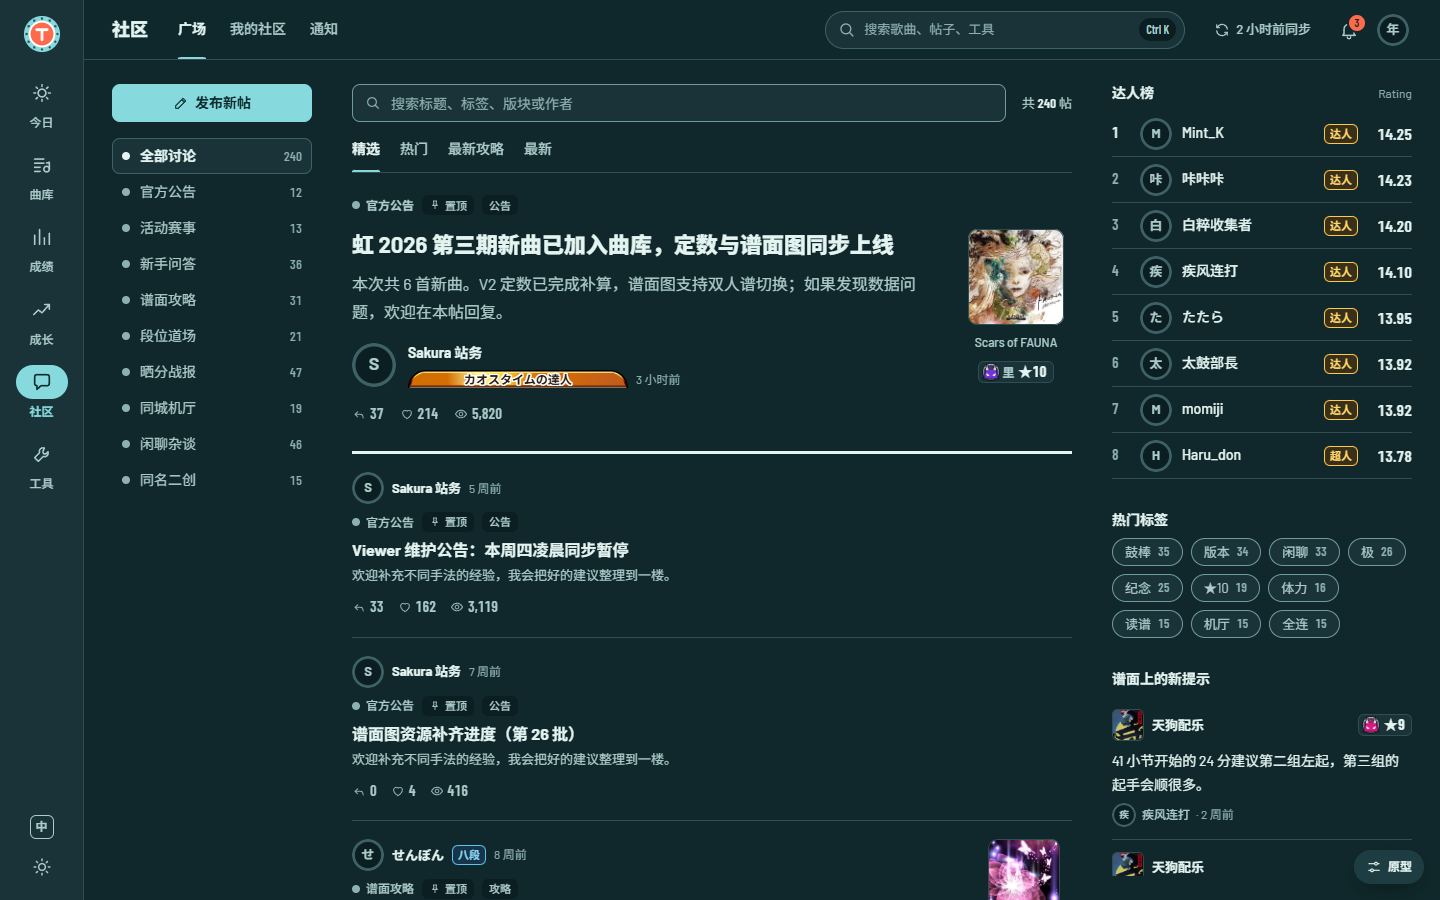 今日
曲库
成绩
成长
社区
工具
中
社区
广场
我的社区
通知
搜索歌曲、帖子、工具
Ctrl K
2 小时前同步
3
年
发布新帖
全部讨论 240
官方公告 12
活动赛事 13
新手问答 36
谱面攻略 31
段位道场 21
晒分战报 47
同城机厅 19
闲聊杂谈 46
同名二创 15
搜索标题、标签、版块或作者
共 240 帖
精选 热门 最新攻略 最新
官方公告 置顶 公告
虹 2026 第三期新曲已加入曲库，定数与谱面图同步上线
本次共 6 首新曲。V2 定数已完成补算，谱面图支持双人谱切换；如果发现数据问
题，欢迎在本帖回复。
S
Sakura 站务
カオスタイムの達人
3 小时前
37 214 5,820
Scars of FAUNA
里 ★10
S
Sakura 站务 5 周前
官方公告 置顶 公告
Viewer 维护公告：本周四凌晨同步暂停
欢迎补充不同手法的经验，我会把好的建议整理到一楼。
33 162 3,119
S
Sakura 站务 7 周前
官方公告 置顶 公告
谱面图资源补齐进度（第 26 批）
欢迎补充不同手法的经验，我会把好的建议整理到一楼。
0 4 416
せ
せんぽん 八段 8 周前
谱面攻略 置顶 攻略
达人榜 Rating
1 M Mint_K 达人 14.25
2 咔 咔咔咔 达人 14.23
3 白 白粹收集者 达人 14.20
4 疾 疾风连打 达人 14.10
5 た たたら 达人 13.95
6 太 太鼓部長 达人 13.92
7 M momiji 达人 13.92
8 H Haru_don 超人 13.78
热门标签
鼓棒 35 版本 34 闲聊 33 极 26
纪念 25 ★10 19 体力 16
读谱 15 机厅 15 全连 15
谱面上的新提示
天狗配乐 ★9
41 小节开始的 24 分建议第二组左起，第三组的
起手会顺很多。
疾 疾风连打 · 2 周前
天狗配乐
原型